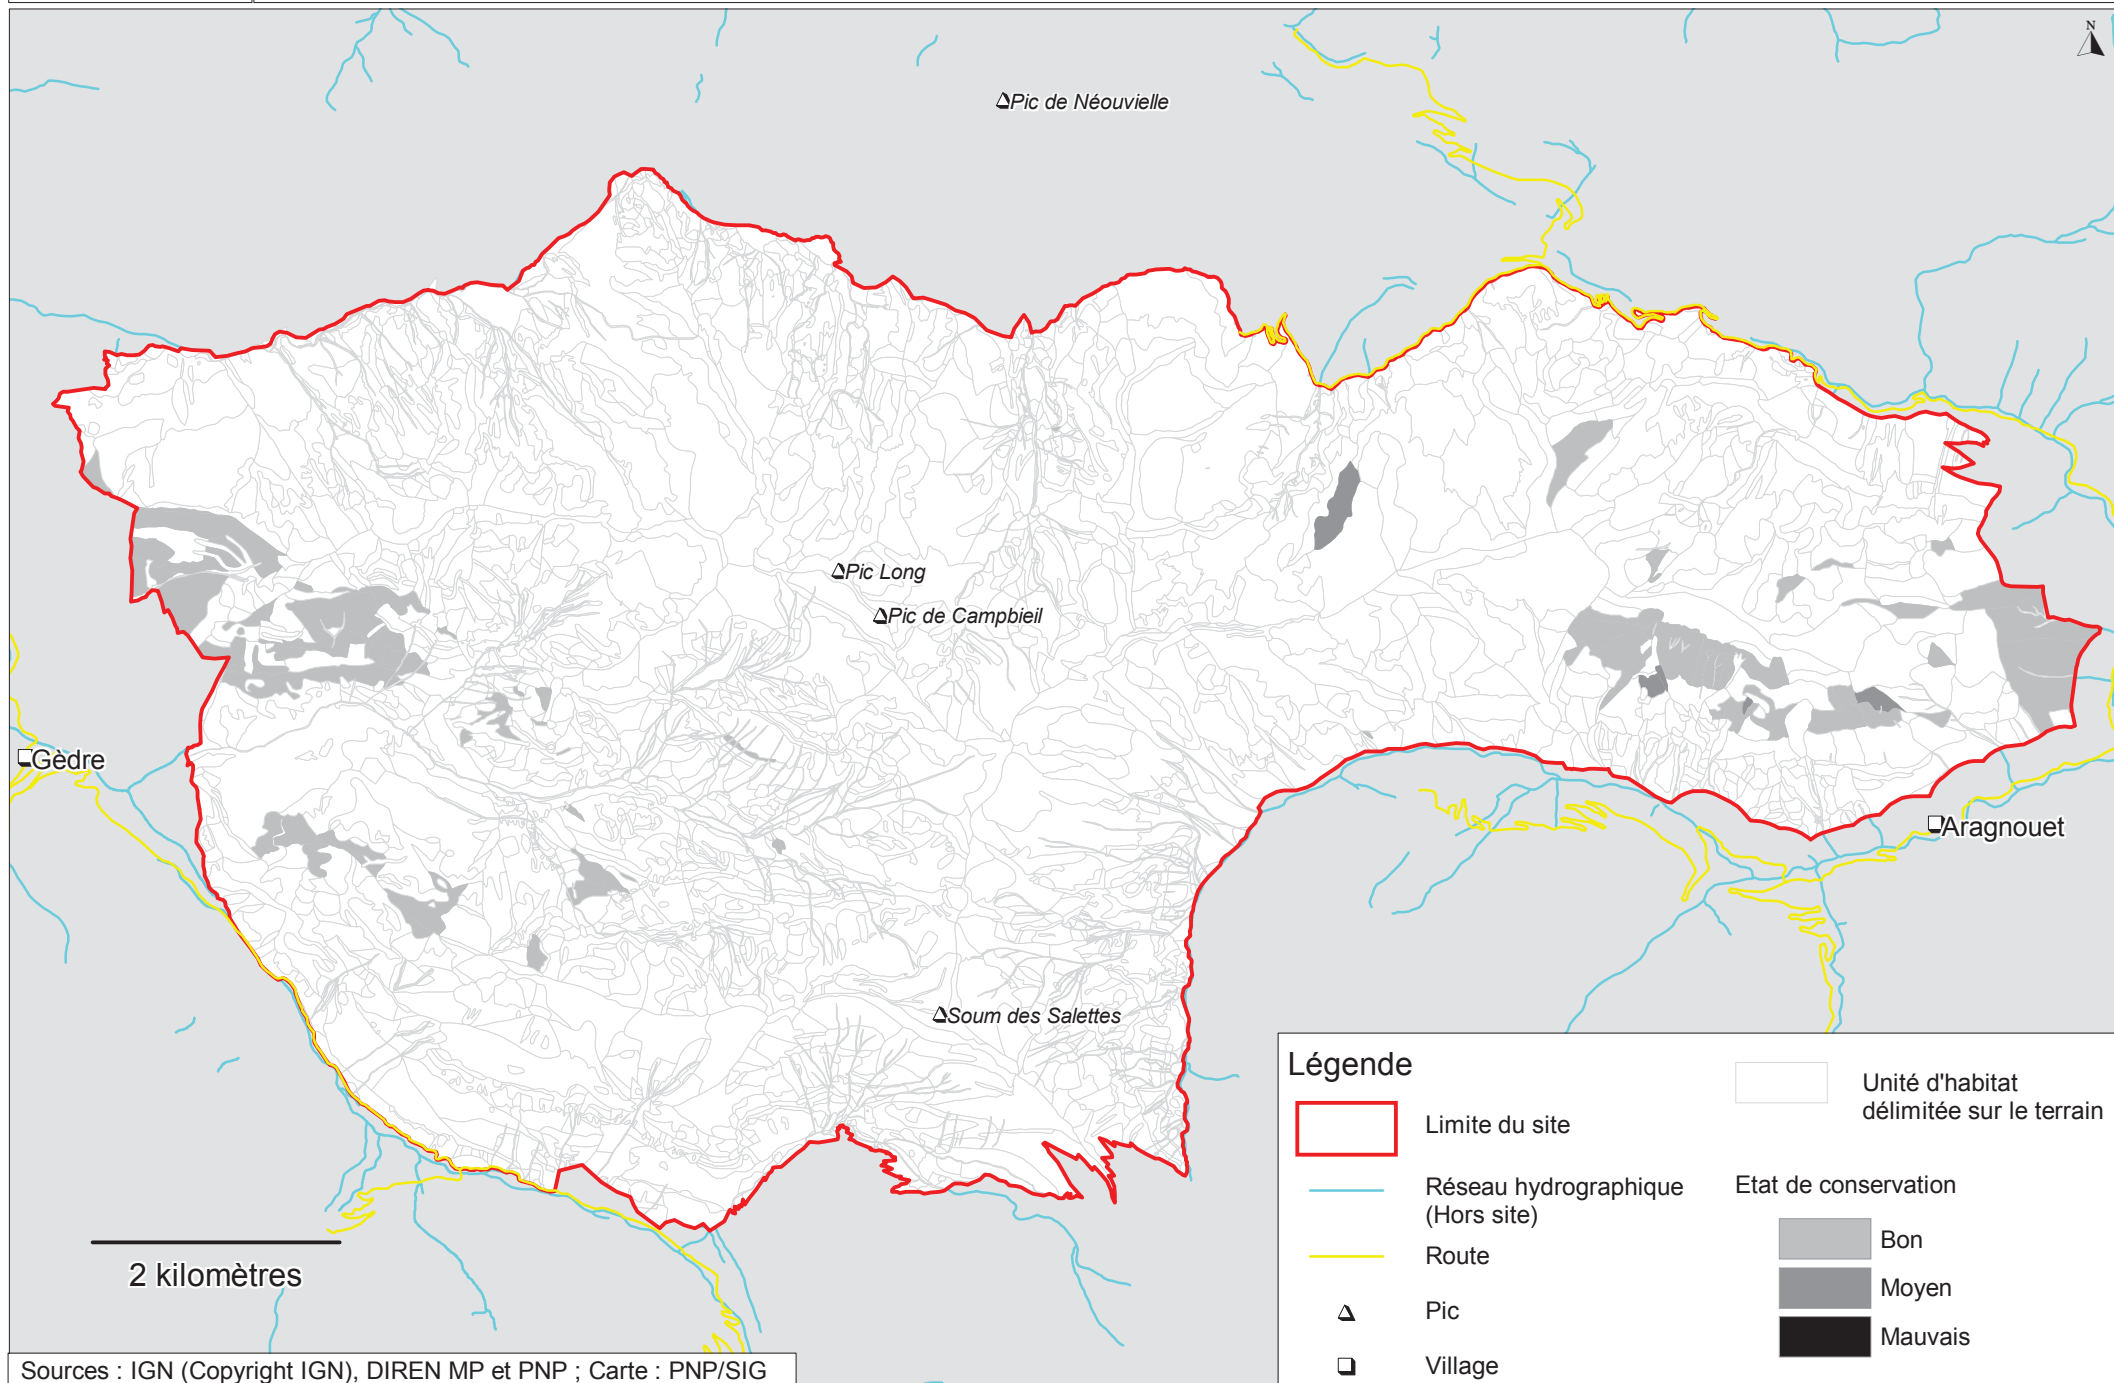 N
Pic de Néouvielle
Pic Long
Pic de Campbieil
Gèdre
Aragnouet
Soum des Salettes
2 kilomètres
Légende
Limite du site
Réseau hydrographique
(Hors site)
Route
Pic
Village
Unité d'habitat
délimitée sur le terrain
Etat de conservation
Bon
Moyen
Mauvais
Sources : IGN (Copyright IGN), DIREN MP et PNP ; Carte : PNP/SIG